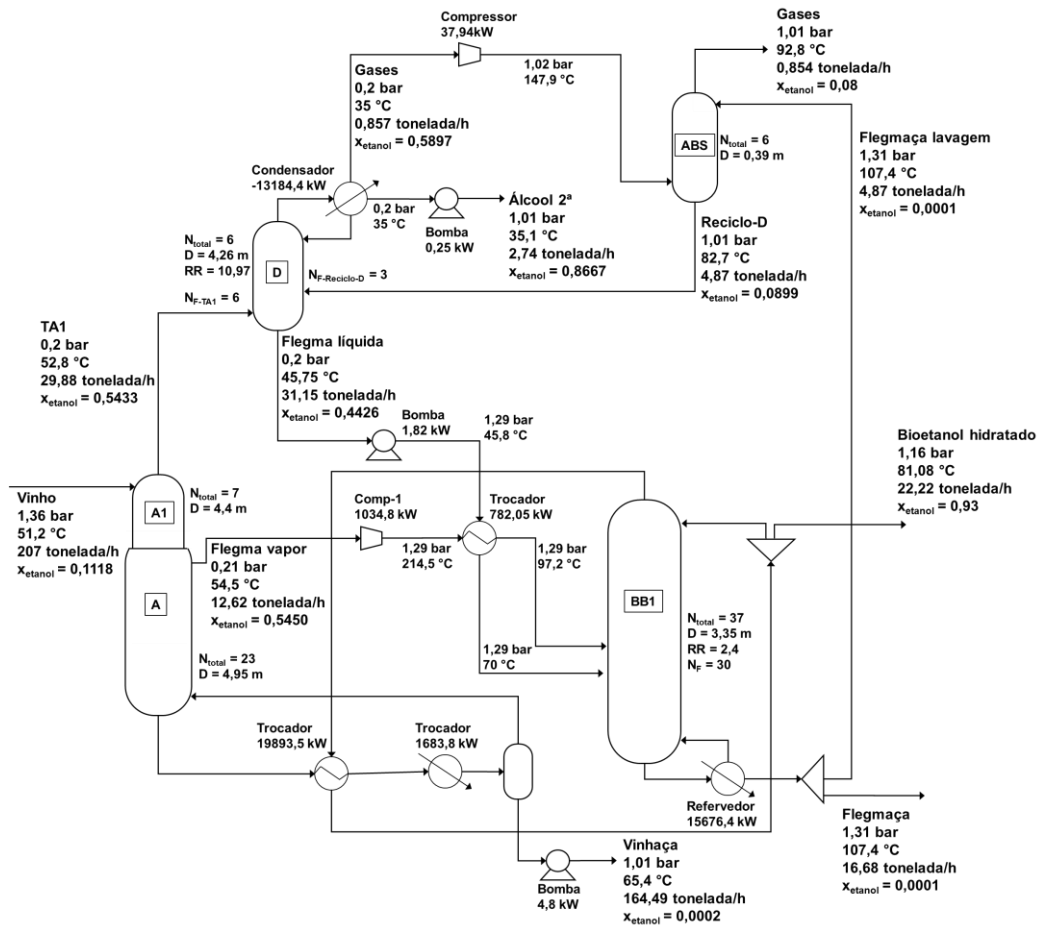 Compressor
37,94kW
Gases
1,01 bar
92,8 °C
0,854 tonelada/h
xetanol = 0,08
Gases
0,2 bar
35 °C
0,857 tonelada/h
xetanol = 0,5897
1,02 bar
147,9 °C
ABS
Ntotal = 6
D = 0,39 m
Flegmaça lavagem
1,31 bar
107,4 °C
4,87 tonelada/h
xetanol = 0,0001
Condensador
-13184,4 kW
0,2 bar
35 °C
Bomba
0,25 kW
Álcool 2ª
1,01 bar
35,1 °C
2,74 tonelada/h
xetanol = 0,8667
Reciclo-D
1,01 bar
82,7 °C
4,87 tonelada/h
xetanol = 0,0899
Ntotal = 6
D = 4,26 m
RR = 10,97
D
NF-Reciclo-D = 3
NF-TA1 = 6
TA1
0,2 bar
52,8 °C
29,88 tonelada/h
xetanol = 0,5433
Flegma líquida
0,2 bar
45,75 °C
31,15 tonelada/h
xetanol = 0,4426
Bomba
1,82 kW
1,29 bar
45,8 °C
Bioetanol hidratado
1,16 bar
81,08 °C
22,22 tonelada/h
xetanol = 0,93
Vinho
1,36 bar
51,2 °C
207 tonelada/h
xetanol = 0,1118
A1
Ntotal = 7
D = 4,4 m
Comp-1
1034,8 kW
Trocador
782,05 kW
Flegma vapor
0,21 bar
54,5 °C
12,62 tonelada/h
xetanol = 0,5450
1,29 bar
214,5 °C
1,29 bar
97,2 °C
A
BB1
Ntotal = 37
D = 3,35 m
RR = 2,4
NF = 30
1,29 bar
70 °C
Ntotal = 23
D = 4,95 m
Trocador
19893,5 kW
Trocador
1683,8 kW
Refervedor
15676,4 kW
Flegmaça
1,31 bar
107,4 °C
16,68 tonelada/h
xetanol = 0,0001
Bomba
4,8 kW
Vinhaça
1,01 bar
65,4 °C
164,49 tonelada/h
xetanol = 0,0002